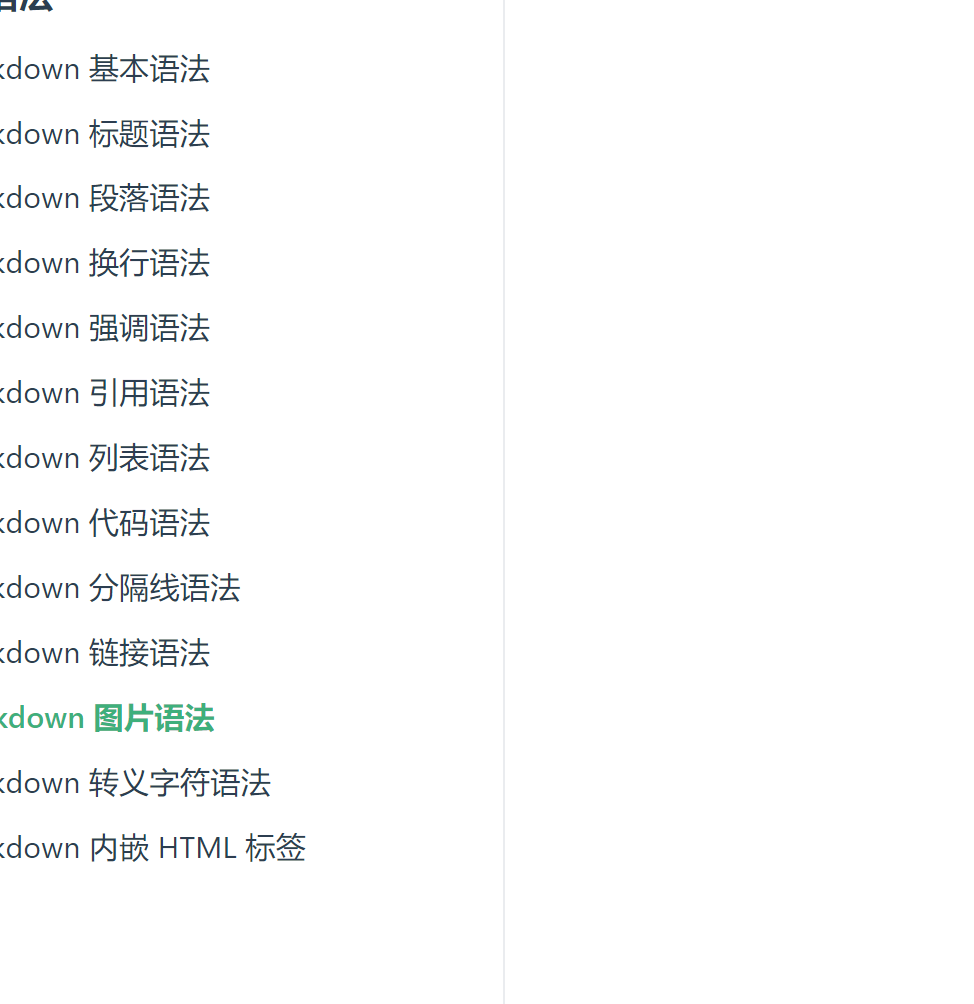 语法
kdown 基本语法
kdown 标题语法
kdown 段落语法
kdown 换行语法
kdown 强调语法
kdown 引用语法
kdown 列表语法
kdown 代码语法
kdown 分隔线语法
kdown 链接语法
kdown 图片语法
kdown 转义字符语法
kdown 内嵌 HTML 标签